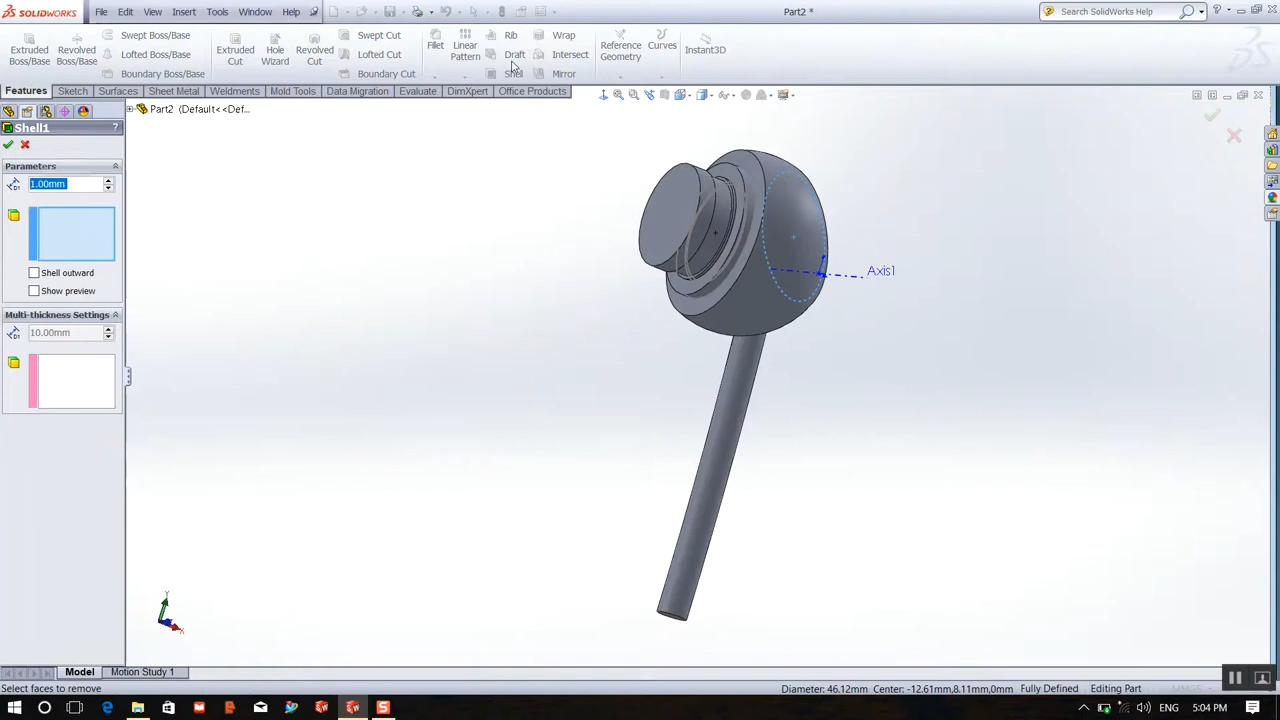 SOLIDWORKS File Edit View Insert Tools Window Help Part2 * Search SolidWorks Help
Extruded Boss/Base
Revolved Boss/Base
Swept Boss/Base
Lofted Boss/Base
Boundary Boss/Base
Extruded Cut
Hole Wizard
Revolved Cut
Swept Cut
Lofted Cut
Boundary Cut
Fillet
Linear Pattern
Rib
Draft
Shell
Wrap
Intersect
Mirror
Reference Geometry
Curves
Instant3D
Features Sketch Surfaces Sheet Metal Weldments Mold Tools Data Migration Evaluate DimXpert Office Products
Part2 (Default<<Def...
Shell1 ?
Parameters
1.00mm
Shell outward
Show preview
Multi-thickness Settings
10.00mm
Axis1
Y
X
Model Motion Study 1
Select faces to remove Diameter: 46.12mm Center: -12.61mm,8.11mm,0mm Fully Defined Editing Part
ENG 5:04 PM